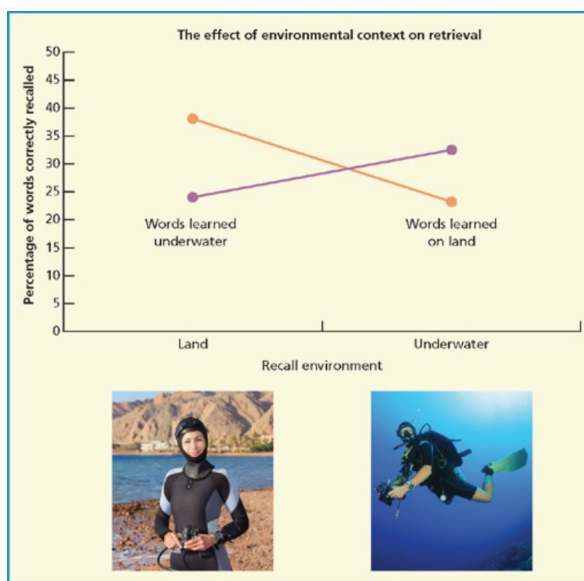 The effect of environmental context on retrieval
Percentage of words correctly recalled
50
45
40
35
30
25
20
15
10
5
0
Words learned
underwater
Words learned
on land
Land
Underwater
Recall environment